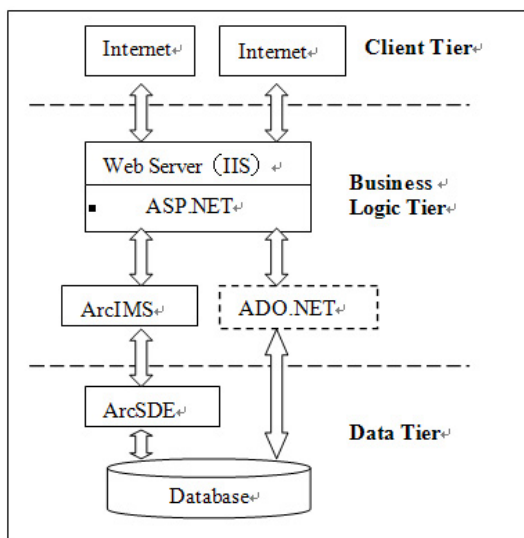 Internet
Internet
Client Tier
Web Server（IIS）
ASP.NET
Business
Logic Tier
ArcIMS
ADO.NET
ArcSDE
Data Tier
Database